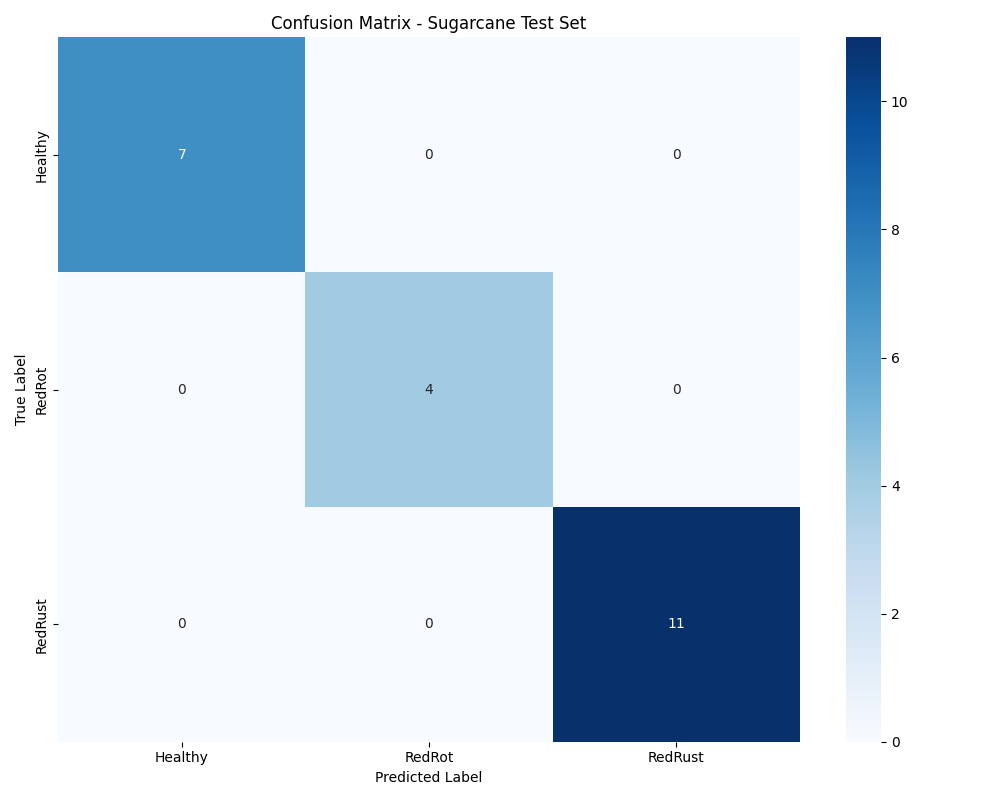 Confusion Matrix - Sugarcane Test Set
True Label
Healthy
7 0 0
RedRot
0 4 0
RedRust
0 0 11
Healthy RedRot RedRust
Predicted Label
10
8
6
4
2
0